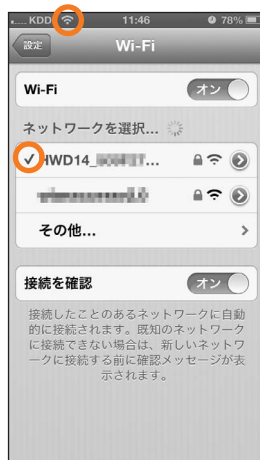 ..... KDD 11:46 78%
設定 Wi-Fi
Wi-Fi オン
ネットワークを選択...
HWD14_ ...
その他...
接続を確認 オン
接続したことのあるネットワークに自動
的に接続されます。既知のネットワーク
に接続できない場合は、新しいネットワ
ークに接続する前に確認メッセージが表
示されます。